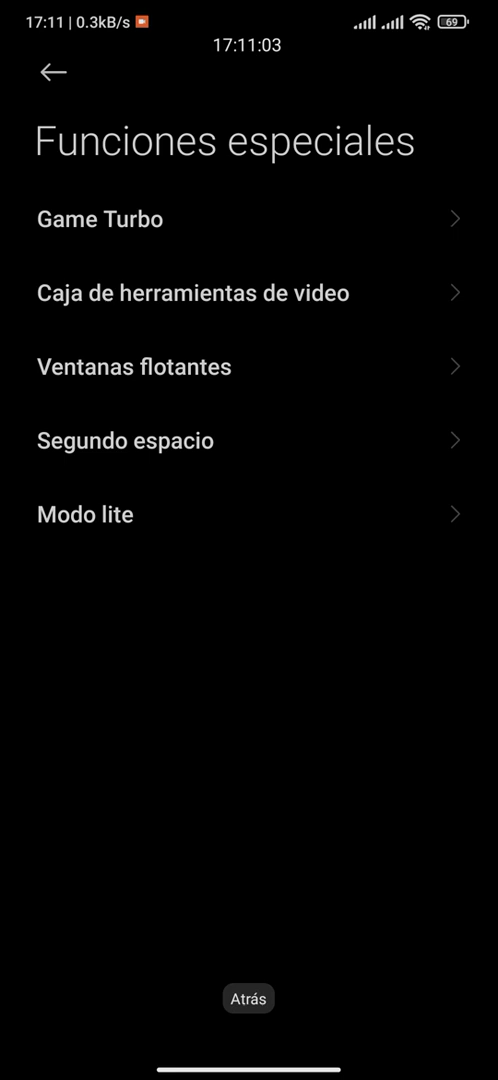 17:11 | 0.3kB/s
69
17:11:03
Funciones especiales
Game Turbo
Caja de herramientas de video
Ventanas flotantes
Segundo espacio
Modo lite
Atrás